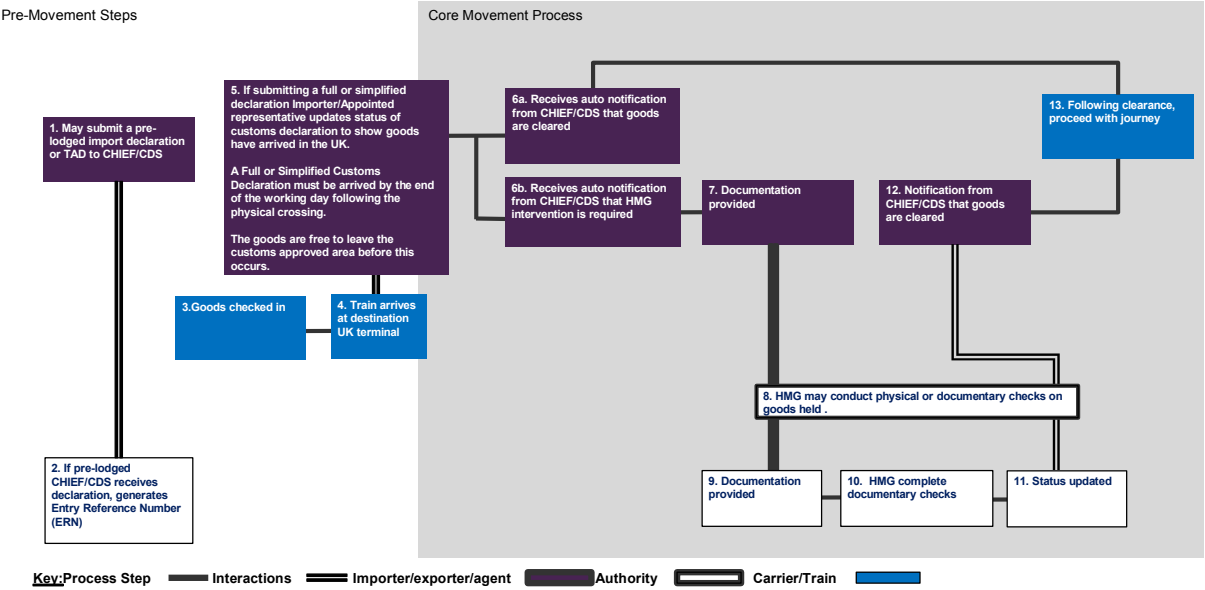 Pre-Movement Steps
Core Movement Process
1. May submit a pre-
lodged import declaration
or TAD to CHIEF/CDS
2. If pre-lodged
CHIEF/CDS receives
declaration, generates
Entry Reference Number
(ERN)
3.Goods checked in
4. Train arrives
at destination
UK terminal
5. If submitting a full or simplified
declaration Importer/Appointed
representative updates status of
customs declaration to show goods
have arrived in the UK.
A Full or Simplified Customs
Declaration must be arrived by the end
of the working day following the
physical crossing.
The goods are free to leave the
customs approved area before this
occurs.
6a. Receives auto notification
from CHIEF/CDS that goods
are cleared
6b. Receives auto notification
from CHIEF/CDS that HMG
intervention is required
7. Documentation
provided
8. HMG may conduct physical or documentary checks on
goods held .
9. Documentation
provided
10. HMG complete
documentary checks
11. Status updated
12. Notification from
CHIEF/CDS that goods
are cleared
13. Following clearance,
proceed with journey
Key:Process Step Interactions Importer/exporter/agent Authority Carrier/Train